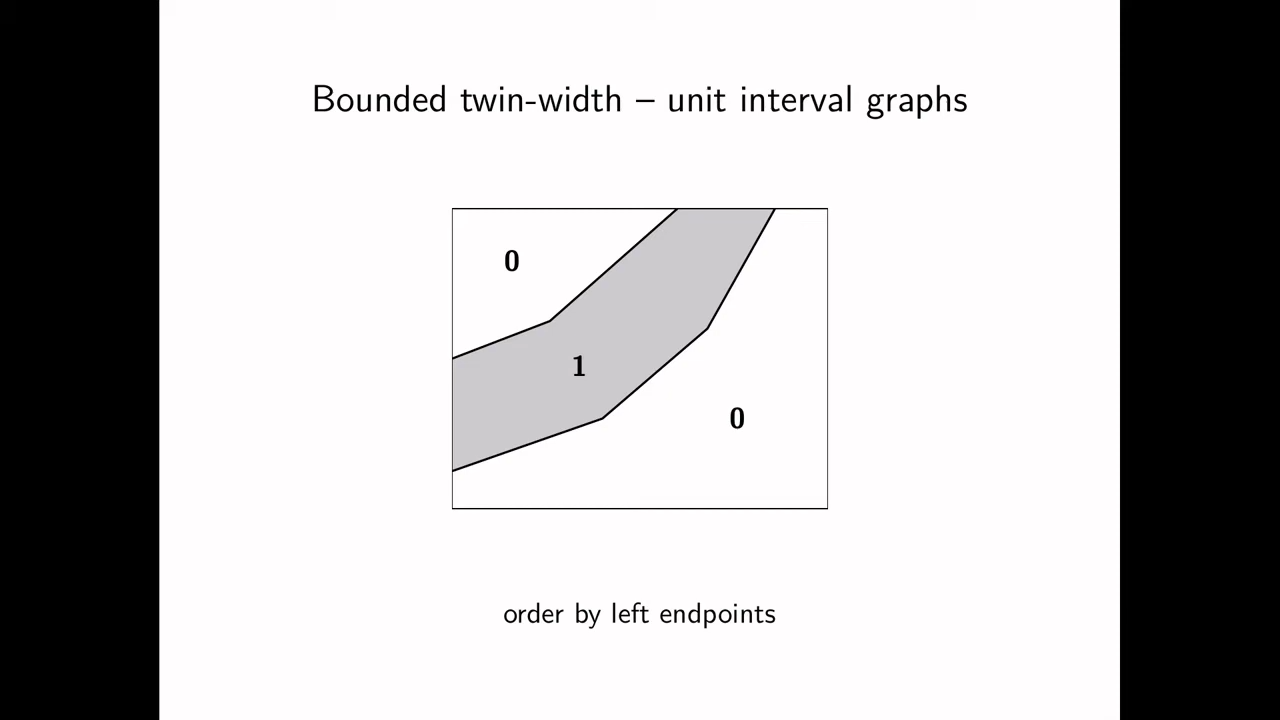 Bounded twin-width – unit interval graphs
0
1
0
order by left endpoints